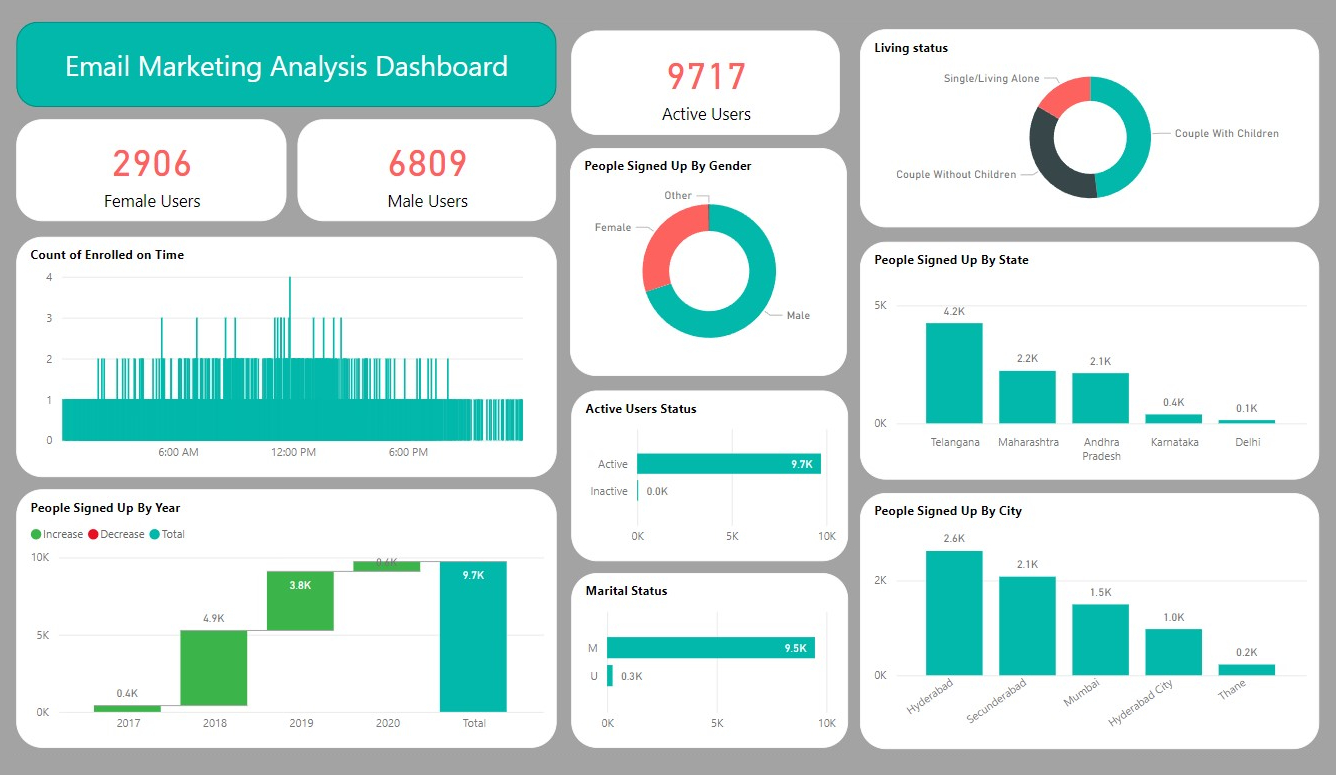 Email Marketing Analysis Dashboard
2906
Female Users
6809
Male Users
9717
Active Users
Count of Enrolled on Time
4
3
2
1
0
6:00 AM
12:00 PM
6:00 PM
People Signed Up By Year
Increase
Decrease
Total
10K
5K
0K
0.4K
4.9K
3.8K
0.6K
9.7K
2017
2018
2019
2020
Total
People Signed Up By Gender
Other
Female
Male
Active Users Status
Active
9.7K
Inactive
0.0K
0K
5K
10K
Marital Status
M
9.5K
U
0.3K
0K
5K
10K
Living status
Single/Living Alone
Couple With Children
Couple Without Children
People Signed Up By State
5K
0K
4.2K
2.2K
2.1K
0.4K
0.1K
Telangana
Maharashtra
Andhra
Pradesh
Karnataka
Delhi
People Signed Up By City
2K
0K
2.6K
2.1K
1.5K
1.0K
0.2K
Hyderabad
Secunderabad
Mumbai
Hyderabad City
Thane